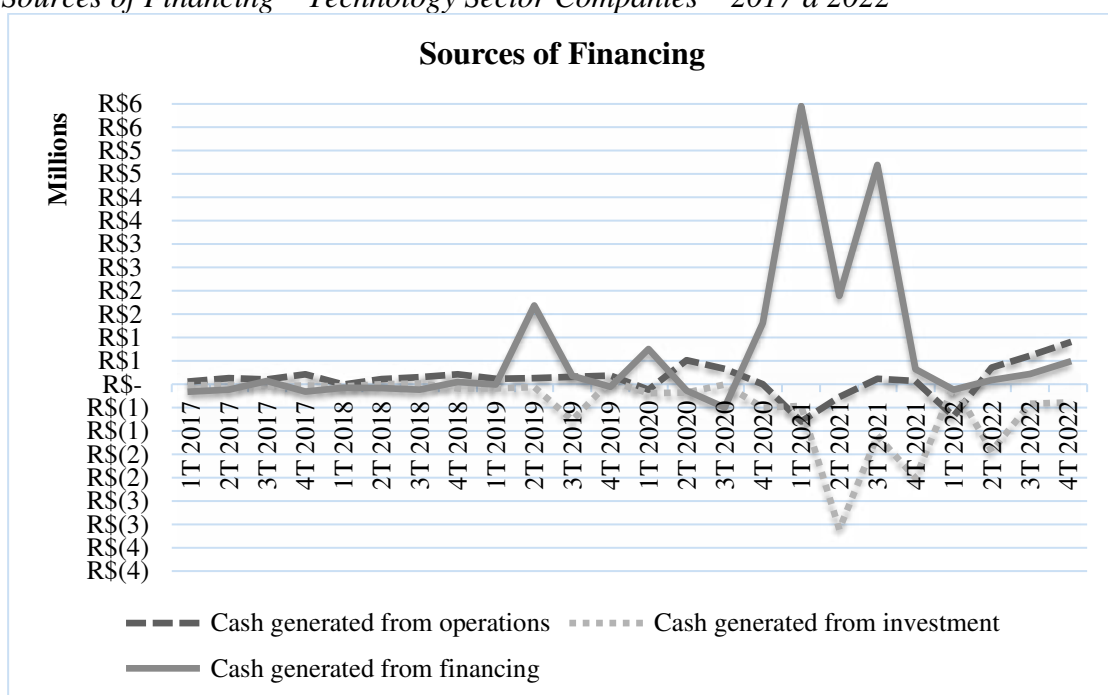 Sources of Financing – Technology Sector Companies – 2017 a 2022
Sources of Financing
Millions
R$6
R$6
R$5
R$5
R$4
R$4
R$3
R$3
R$2
R$2
R$1
R$1
R$-
R$(1)
R$(1)
R$(2)
R$(2)
R$(3)
R$(3)
R$(4)
R$(4)
1T 2017
2T 2017
3T 2017
4T 2017
1T 2018
2T 2018
3T 2018
4T 2018
1T 2019
2T 2019
3T 2019
4T 2019
1T 2020
2T 2020
3T 2020
4T 2020
1T 2021
2T 2021
3T 2021
4T 2021
1T 2022
2T 2022
3T 2022
4T 2022
Cash generated from operations
Cash generated from investment
Cash generated from financing